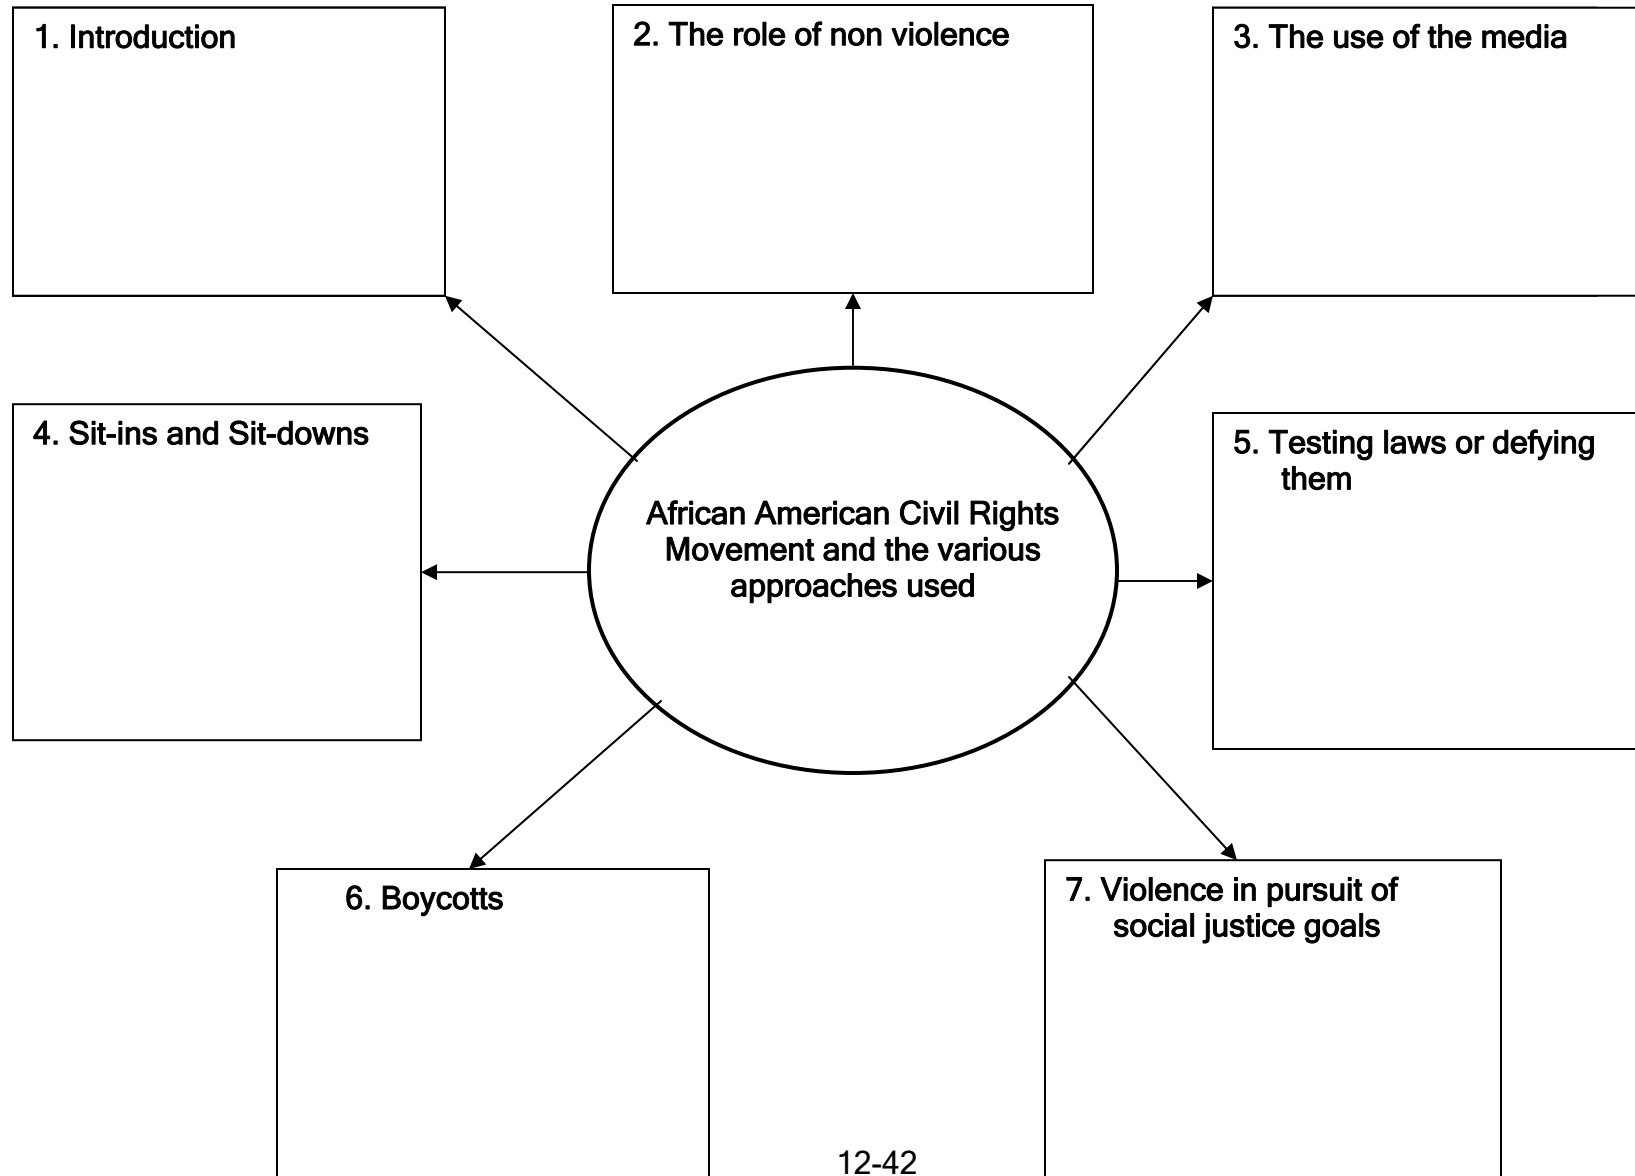 1. Introduction
2. The role of non violence
3. The use of the media
4. Sit-ins and Sit-downs
5. Testing laws or defying
them
African American Civil Rights
Movement and the various
approaches used
6. Boycotts
7. Violence in pursuit of
social justice goals
12-42